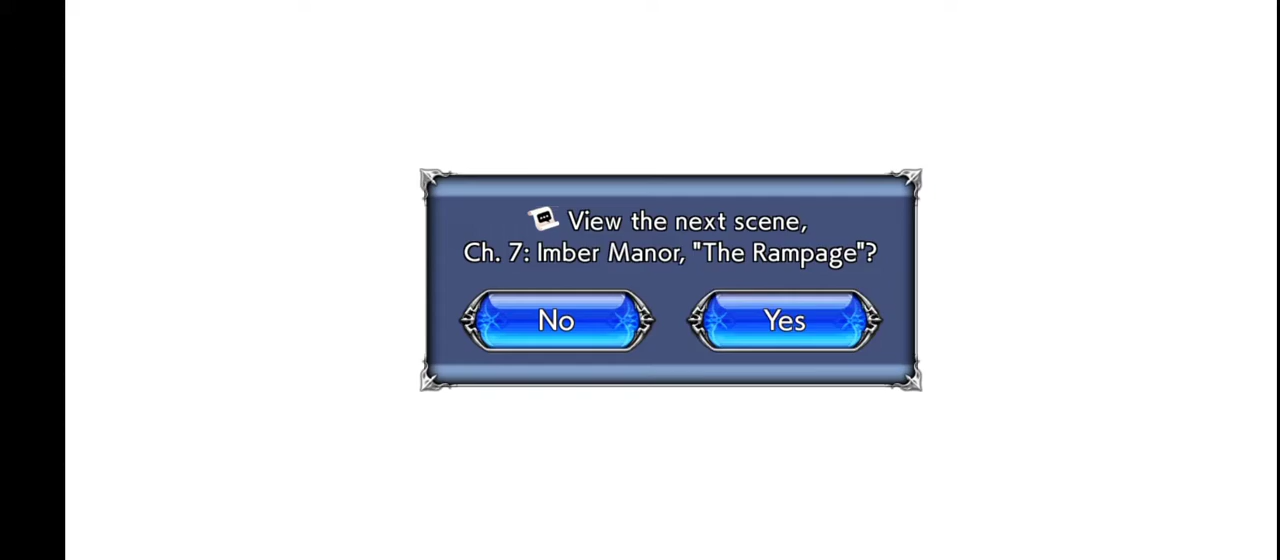 View the next scene,
Ch. 7: Imber Manor, "The Rampage"?
No
Yes